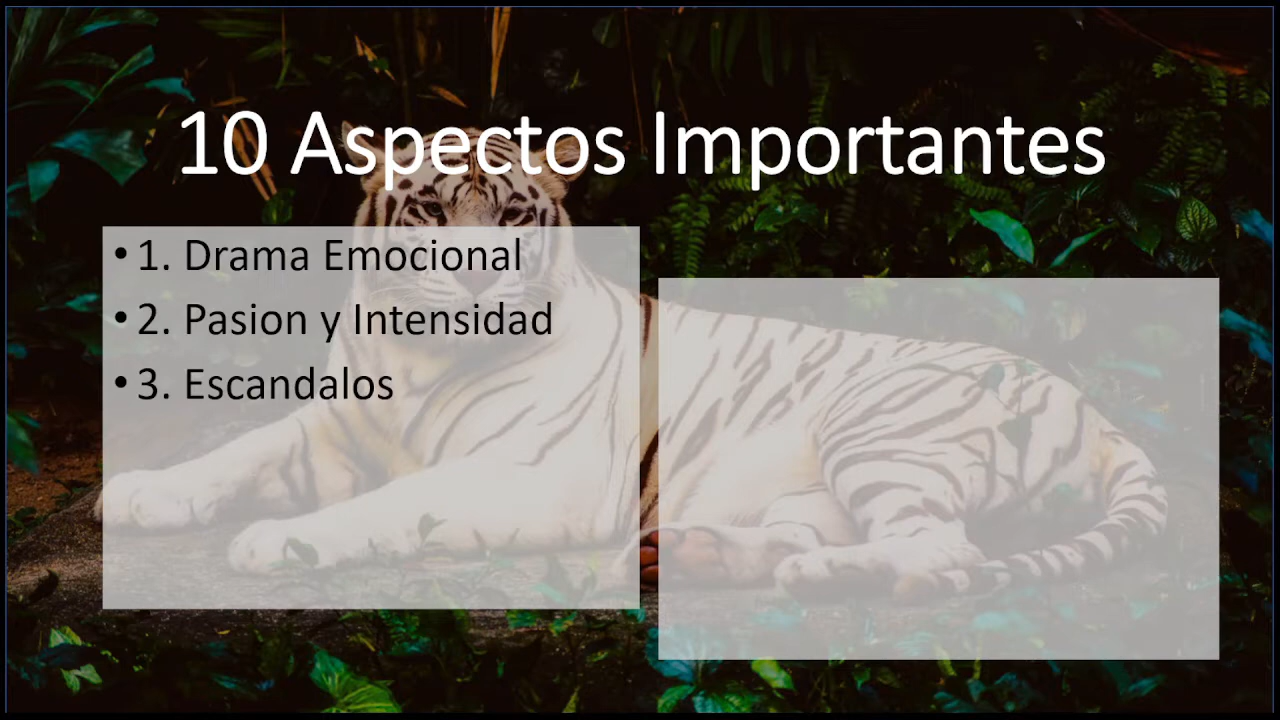 10 Aspectos Importantes
• 1. Drama Emocional
• 2. Pasion y Intensidad
• 3. Escandalos